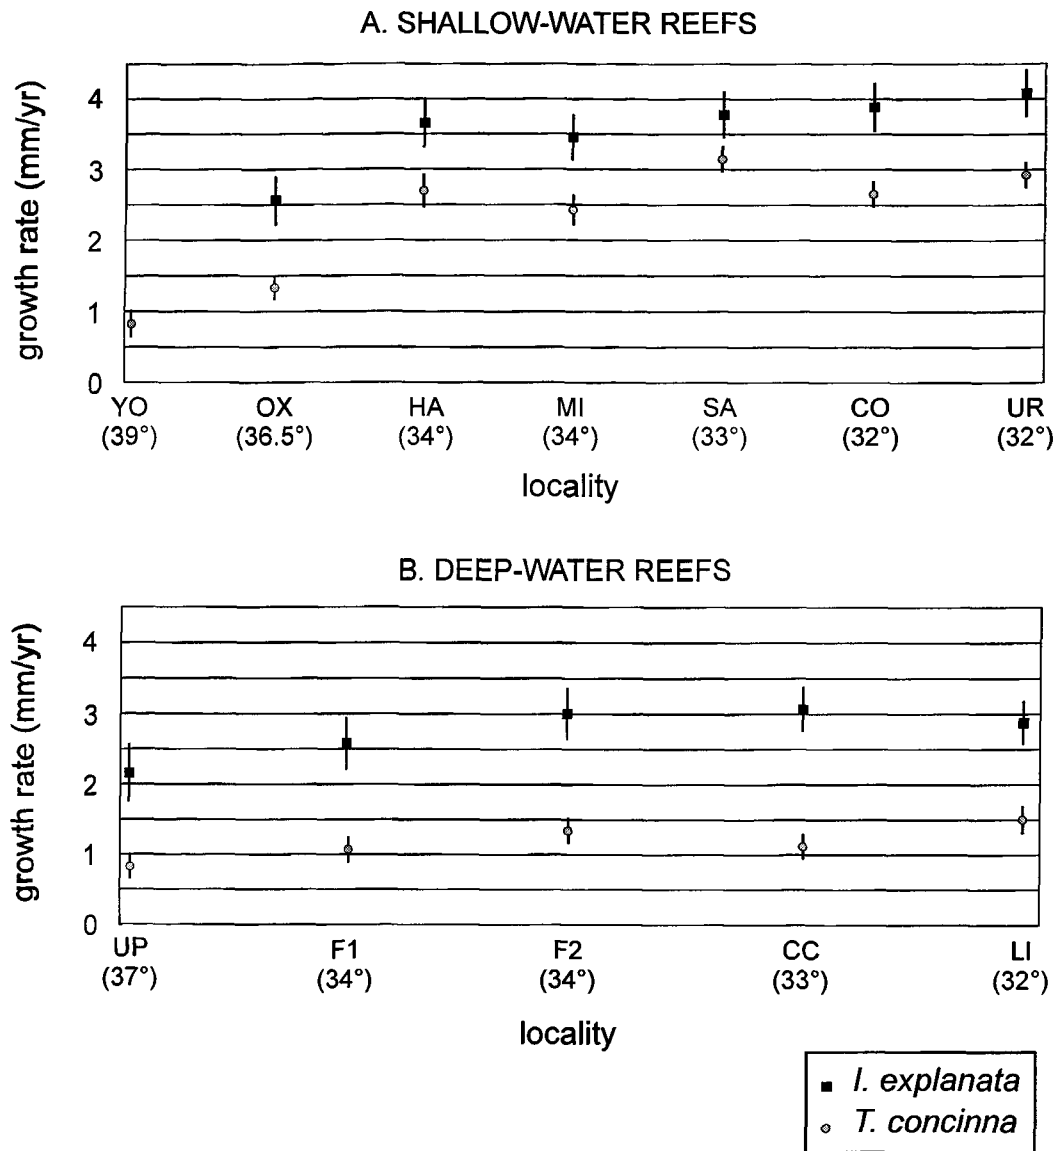 A. SHALLOW-WATER REEFS
growth rate (mm/yr)
4
3
2
1
0
YO OX HA MI SA CO UR
(39°) (36.5°) (34°) (34°) (33°) (32°) (32°)
locality
B. DEEP-WATER REEFS
growth rate (mm/yr)
4
3
2
1
0
UP F1 F2 CC LI
(37°) (34°) (34°) (33°) (32°)
locality
I. explanata
T. concinna